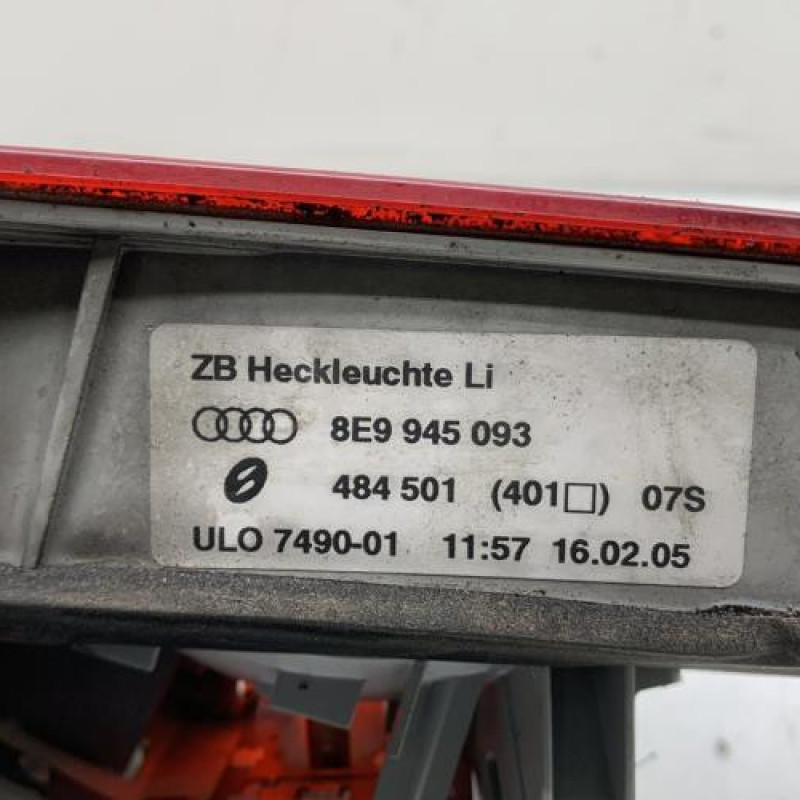 ZB Heckleuchte Li
8E9 945 093
484 501 (401□) 07S
ULO 7490-01 11:57 16.02.05